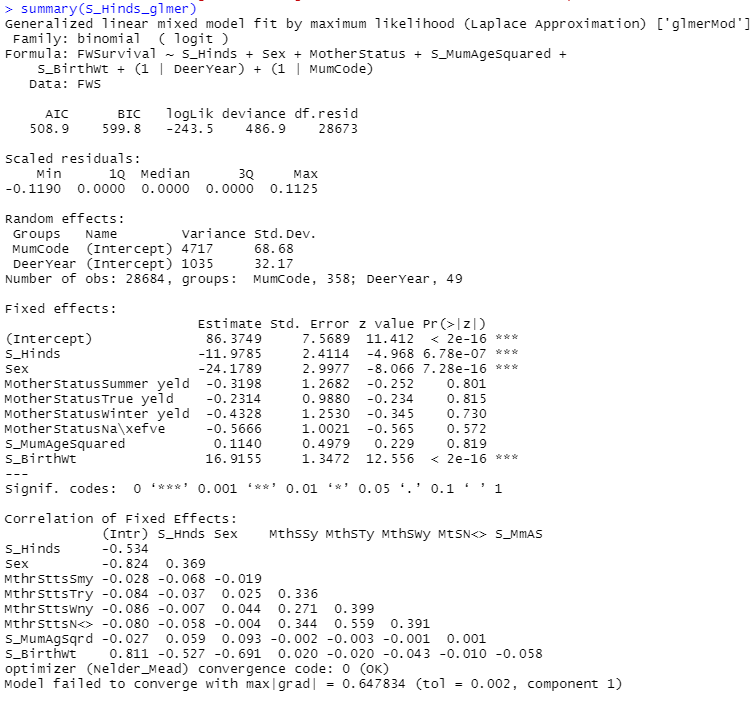 > summary(S_Hinds_glmer)
Generalized linear mixed model fit by maximum likelihood (Laplace Approximation) ['glmerMod']
 Family: binomial  ( logit )
Formula: FWSurvival ~ S_Hinds + Sex + MotherStatus + S_MumAgeSquared +
    S_BirthWt + (1 | DeerYear) + (1 | MumCode)
   Data: FWS

     AIC      BIC   logLik deviance df.resid
   508.9    599.8   -243.5    486.9    28673

Scaled residuals:
    Min      1Q  Median      3Q     Max
-0.1190  0.0000  0.0000  0.0000  0.1125

Random effects:
 Groups   Name        Variance Std.Dev.
 MumCode  (Intercept) 4717     68.68
 DeerYear (Intercept) 1035     32.17
Number of obs: 28684, groups:  MumCode, 358; DeerYear, 49

Fixed effects:
                        Estimate Std. Error z value Pr(>|z|)
(Intercept)              86.3749     7.5689  11.412  < 2e-16 ***
S_Hinds                 -11.9785     2.4114  -4.968 6.78e-07 ***
Sex                     -24.1789     2.9977  -8.066 7.28e-16 ***
MotherStatusSummer yeld  -0.3198     1.2682  -0.252    0.801
MotherStatusTrue yeld    -0.2314     0.9880  -0.234    0.815
MotherStatusWinter yeld  -0.4328     1.2530  -0.345    0.730
MotherStatusNa\xefve     -0.5666     1.0021  -0.565    0.572
S_MumAgeSquared           0.1140     0.4979   0.229    0.819
S_BirthWt                16.9155     1.3472  12.556  < 2e-16 ***
---
Signif. codes:  0 ‘***’ 0.001 ‘**’ 0.01 ‘*’ 0.05 ‘.’ 0.1 ‘ ’ 1

Correlation of Fixed Effects:
            (Intr) S_Hnds Sex    MthSSy MthSTy MthSWy MtSN<> S_MmAS
S_Hinds     -0.534
Sex         -0.824  0.369
MthrSttsSmy -0.028 -0.068 -0.019
MthrSttsTry -0.084 -0.037  0.025  0.336
MthrSttsWny -0.086 -0.007  0.044  0.271  0.399
MthrSttsN<> -0.080 -0.058 -0.004  0.344  0.559  0.391
S_MumAgSqrd -0.027  0.059  0.093 -0.002 -0.003 -0.001  0.001
S_BirthWt    0.811 -0.527 -0.691  0.020 -0.020 -0.043 -0.010 -0.058
optimizer (Nelder_Mead) convergence code: 0 (OK)
Model failed to converge with max|grad| = 0.647834 (tol = 0.002, component 1)